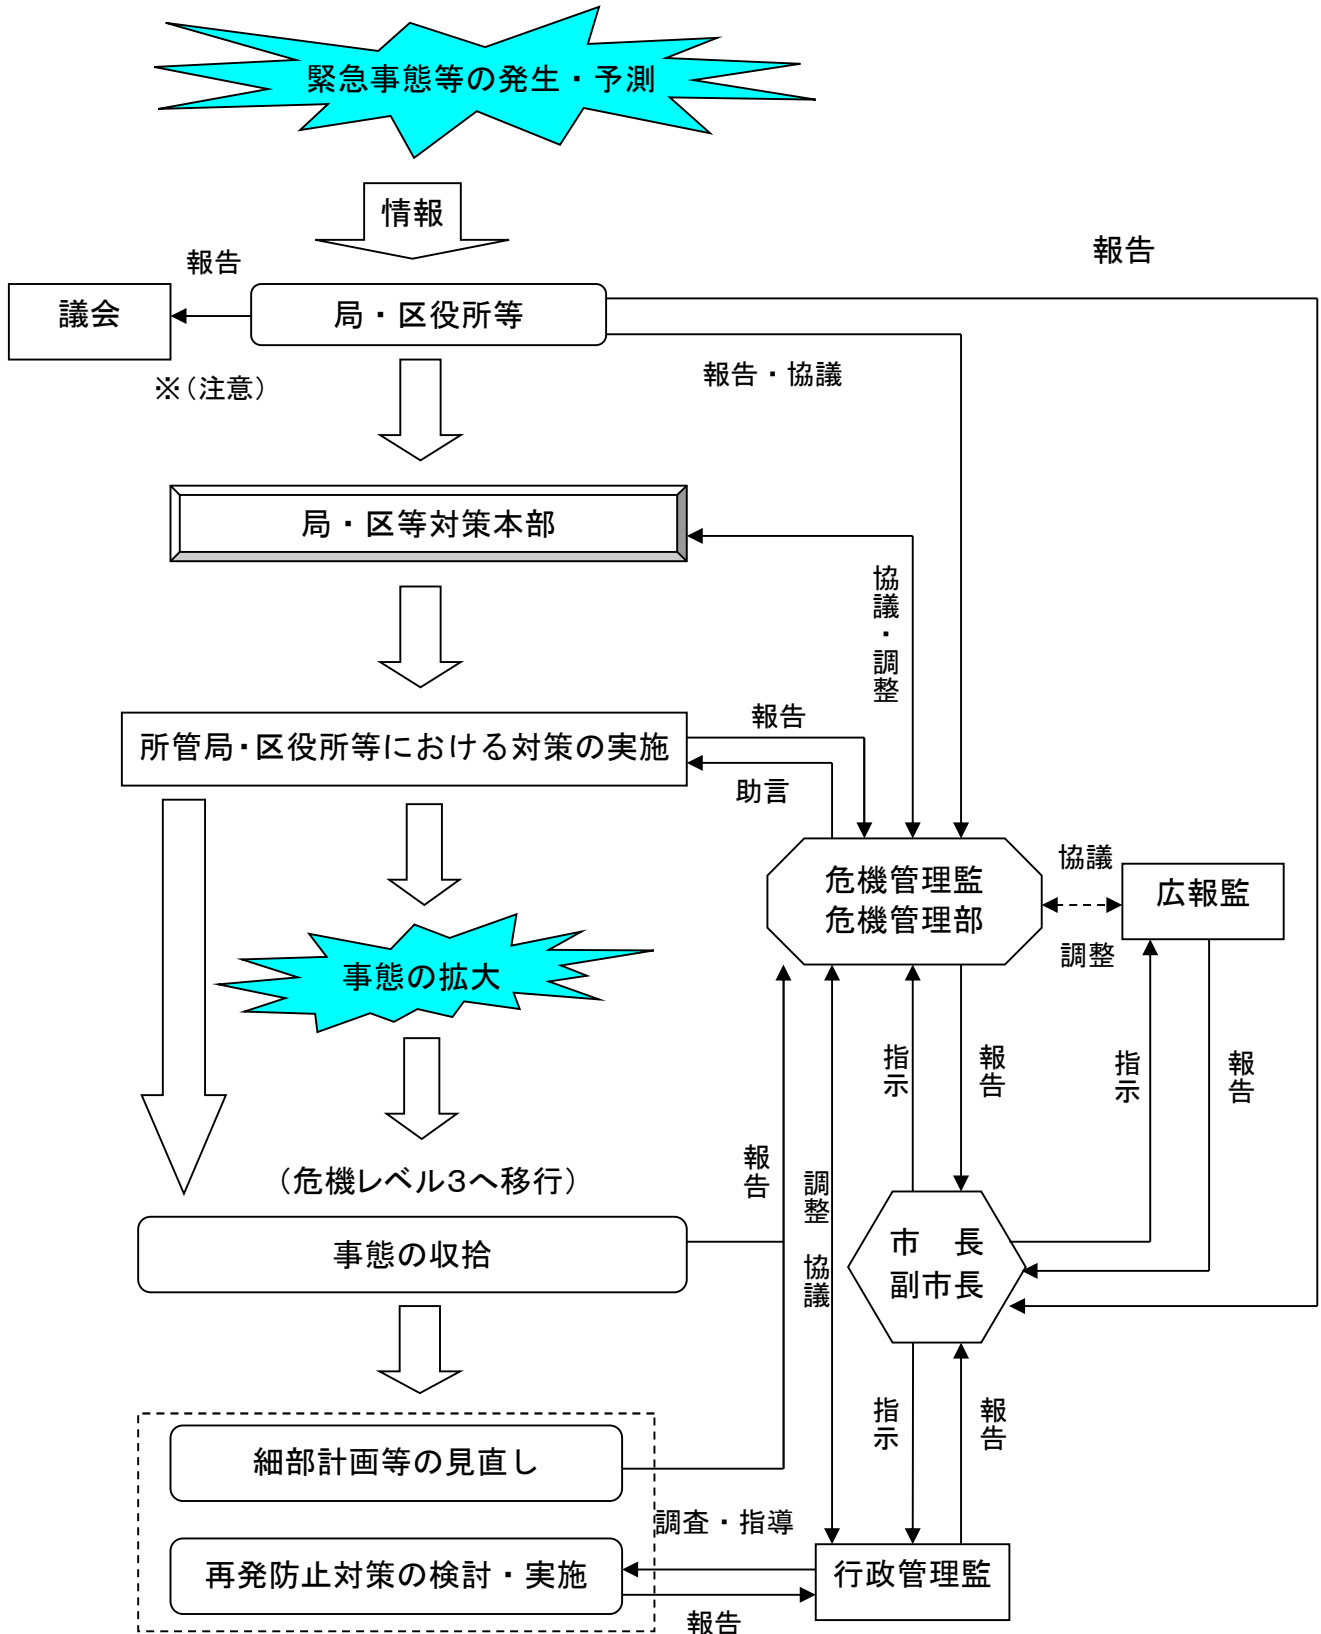 緊急事態等の発生・予測
情報
報告
報告
議会
局・区役所等
報告・協議
※(注意)
局・区等対策本部
協議・調整
所管局・区役所等における対策の実施
報告
助言
危機管理監
危機管理部
協議
調整
広報監
事態の拡大
指示
報告
指示
報告
(危機レベル3へ移行)
報告
調整
協議
市 長
副市長
事態の収拾
指示
報告
細部計画等の見直し
調査・指導
再発防止対策の検討・実施
行政管理監
報告